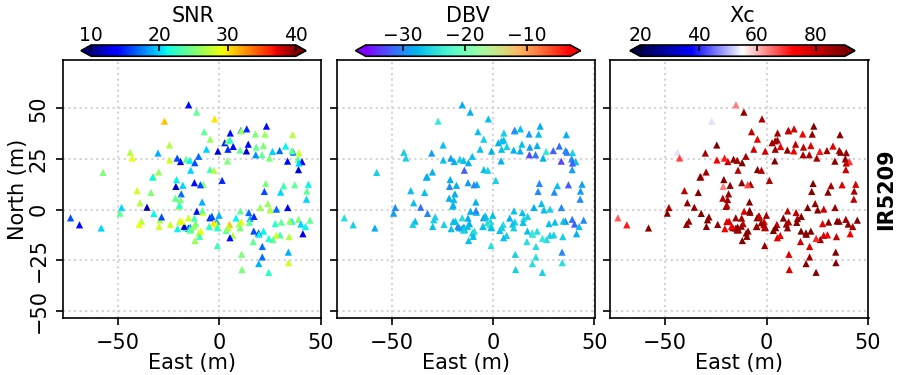 SNR DBV Xc
10 20 30 40 −30 −20 −10 20 40 60 80
50
25
0
−25
−50
North (m)
−50 0 50 −50 0 50 −50 0 50
East (m) East (m) East (m)
IR5209